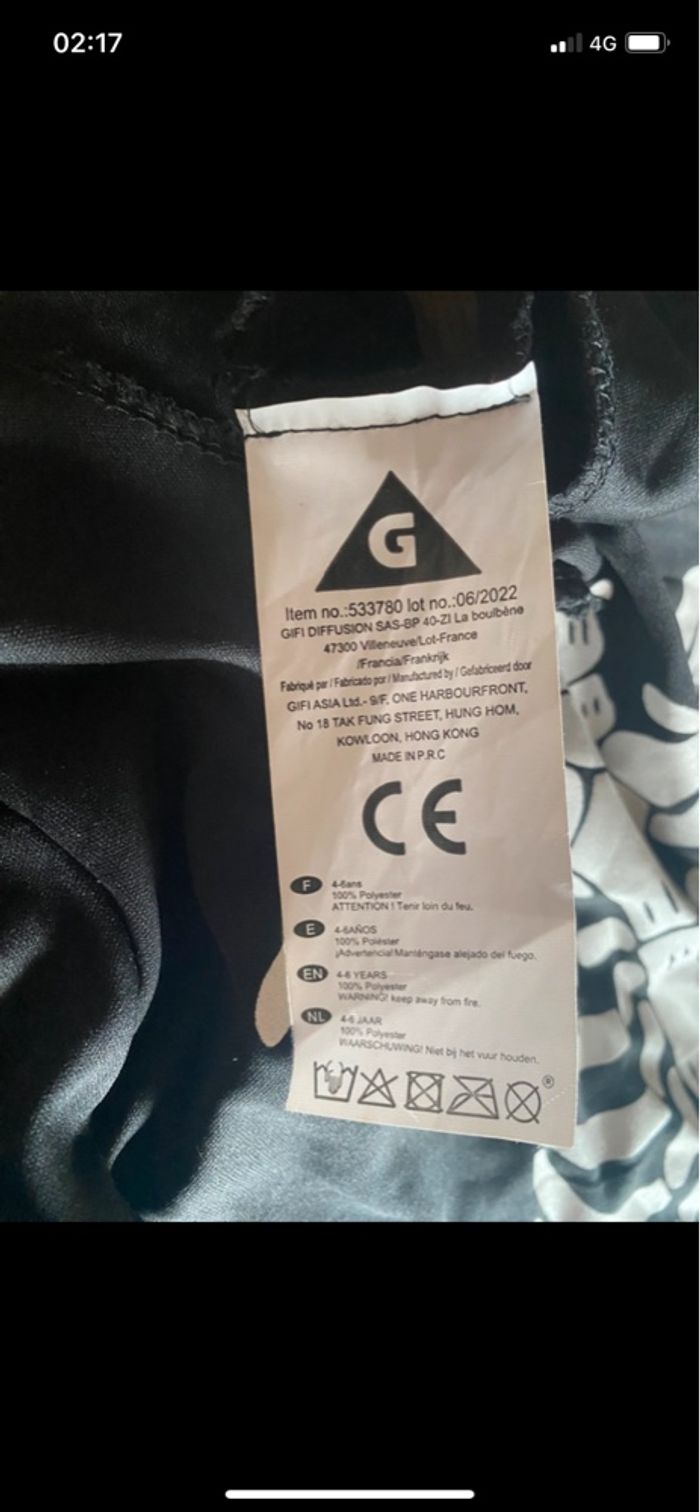 02:17
4G
G
Item no.:533780 lot no.:06/2022
GIFI DIFFUSION SAS-BP 40-ZI La boulbène
47300 Villeneuve/Lot-France
/Francia/Frankrijk
Fabriqué par / Fabricado por / Manufactured by / Gefabriceerd door
GIFI ASIA Ltd.- 9/F, ONE HARBOURFRONT,
No 18 TAK FUNG STREET, HUNG HOM,
KOWLOON, HONG KONG
MADE IN P.R.C
CE
F 4-6ans
100% Polyester
ATTENTION ! Tenir loin du feu.
E 4-6AÑOS
100% Poliéster
¡Advertencia! Manténgase alejado del fuego.
EN 4-6 YEARS
100% Polyester
WARNING! keep away from fire.
NL 4-6 JAAR
100% Polyester
WAARSCHUWING! Niet bij het vuur houden.
®